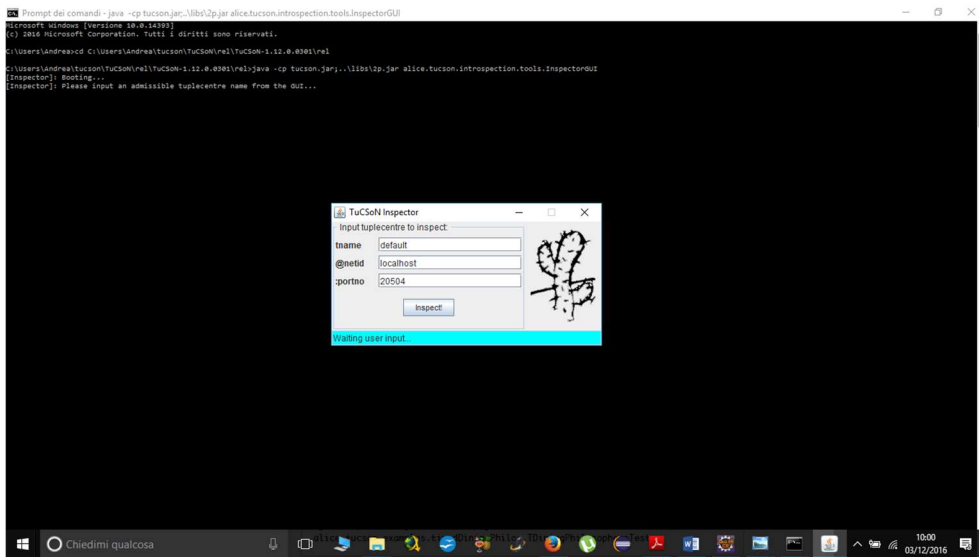 Prompt dei comandi - java -cp tucson.jar;..\libs\2p.jar alice.tucson.introspection.tools.InspectorGUI
Microsoft Windows [Versione 10.0.14393]
(c) 2016 Microsoft Corporation. Tutti i diritti sono riservati.
C:\Users\Andrea>cd C:\Users\Andrea\tucson\TuCSoN\rel\TuCSoN-1.12.0.0301\rel
C:\Users\Andrea\tucson\TuCSoN\rel\TuCSoN-1.12.0.0301\rel>java -cp tucson.jar;..\libs\2p.jar alice.tucson.introspection.tools.InspectorGUI
[Inspector]: Booting...
[Inspector]: Please input an admissible tuplecentre name from the GUI...
TuCSoN Inspector
Input tuplecentre to inspect:
tname default
@netid localhost
:portno 20504
Inspect!
Waiting user input...
Chiedimi qualcosa
10:00
03/12/2016